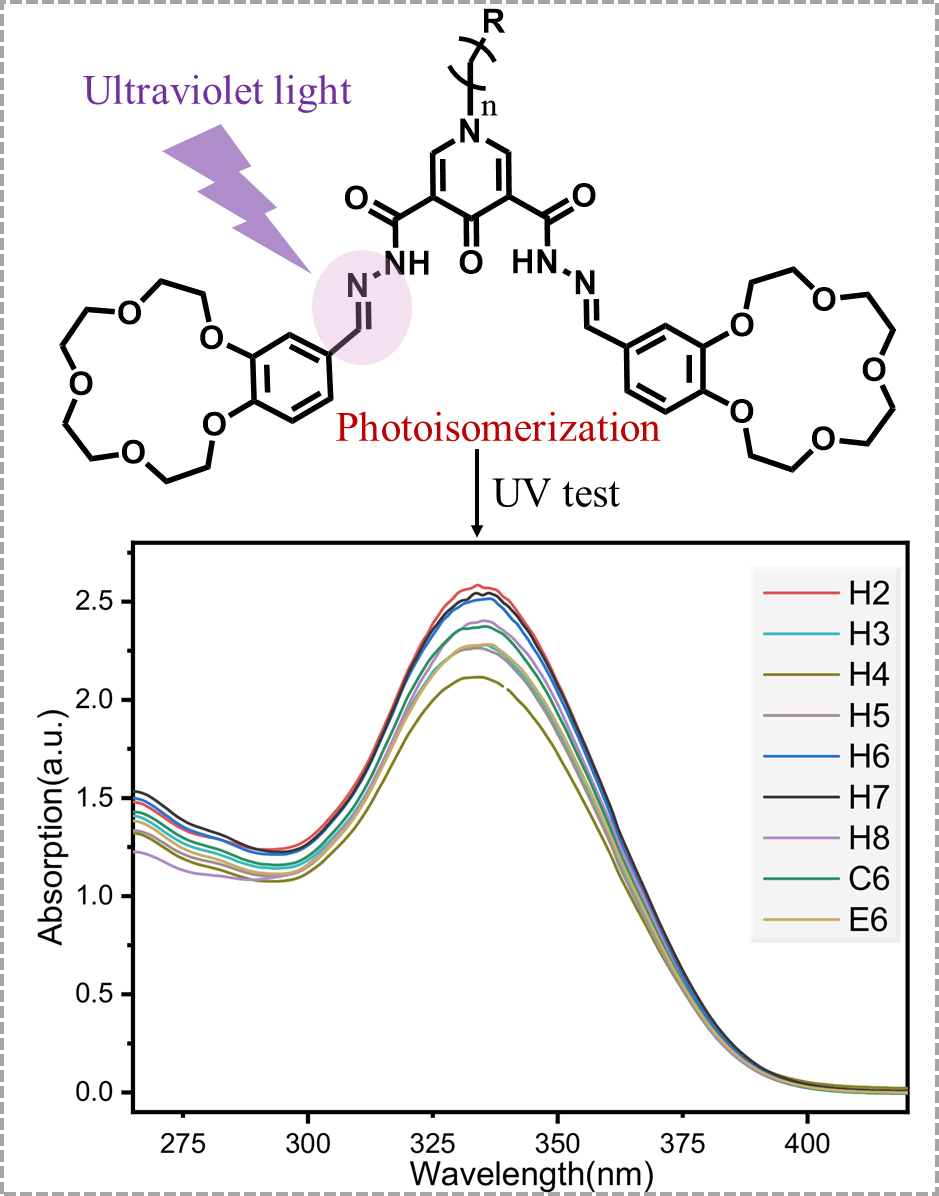 R
Ultraviolet light
n
N
O
O
NH
O
HN
N
N
O
O
O
O
O
O
O
O
O
O
Photoisomerization
UV test
H2
H3
H4
H5
H6
H7
H8
C6
E6
2.5
2.0
1.5
1.0
0.5
0.0
Absorption(a.u.)
275
300
325
350
375
400
Wavelength(nm)